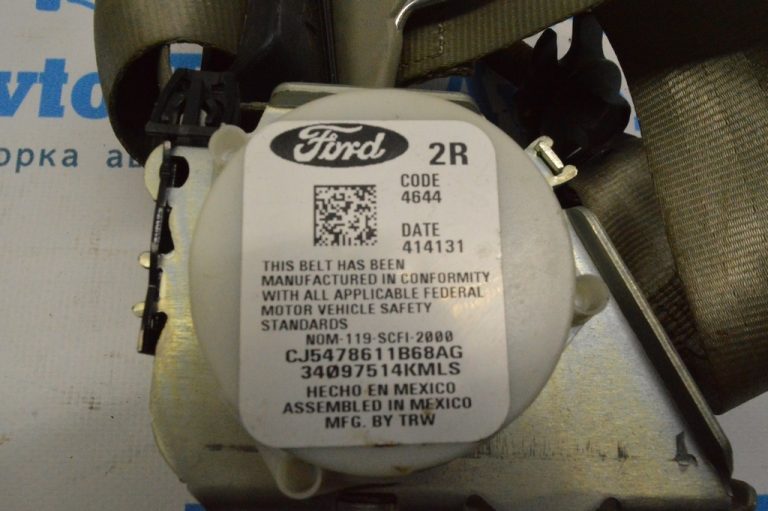 Ford
2R
CODE
4644
DATE
414131
THIS BELT HAS BEEN
MANUFACTURED IN CONFORMITY
WITH ALL APPLICABLE FEDERAL
MOTOR VEHICLE SAFETY
STANDARDS
NOM-119-SCFI-2000
CJ5478611B68AG
34097514KMLS
HECHO EN MEXICO
ASSEMBLED IN MEXICO
MFG. BY TRW